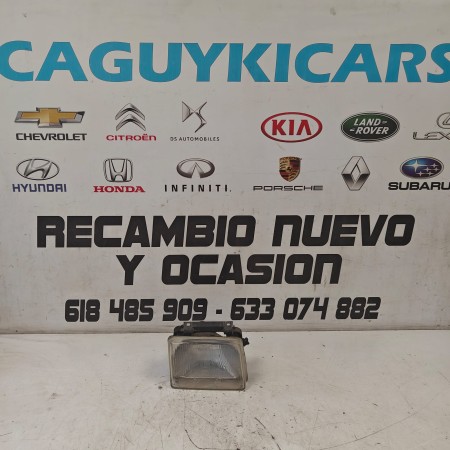 CAGUYKICARS
CHEVROLET CITROËN DS AUTOMOBILES KIA LAND-ROVER
HYUNDAI HONDA INFINITI PORSCHE SUBARU
RECAMBIO NUEVO
Y OCASION
618 485 909 - 633 074 882